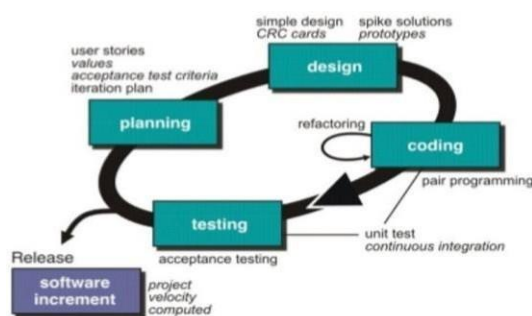 simple design
CRC cards
spike solutions
prototypes
design
user stories
values
acceptance test criteria
iteration plan
planning
refactoring
coding
pair programming
testing
acceptance testing
unit test
continuous integration
Release
software
increment
project
velocity
computed